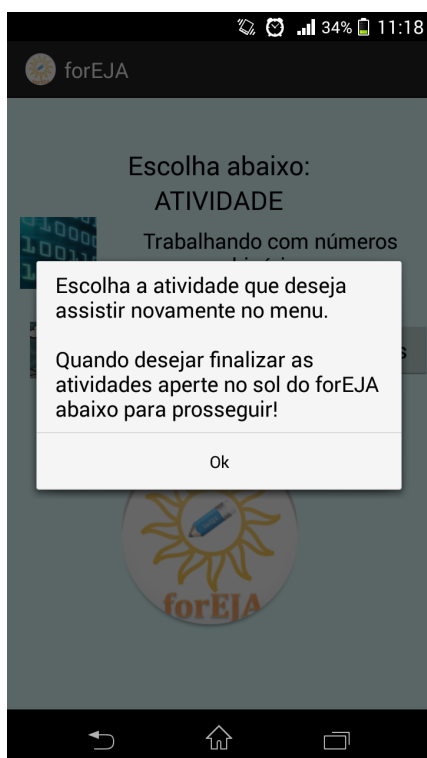 34% 11:18
forEJA
Escolha abaixo:
ATIVIDADE
Trabalhando com números
Escolha a atividade que deseja
assistir novamente no menu.
Quando desejar finalizar as
atividades aperte no sol do forEJA
abaixo para prosseguir!
Ok
forEJA